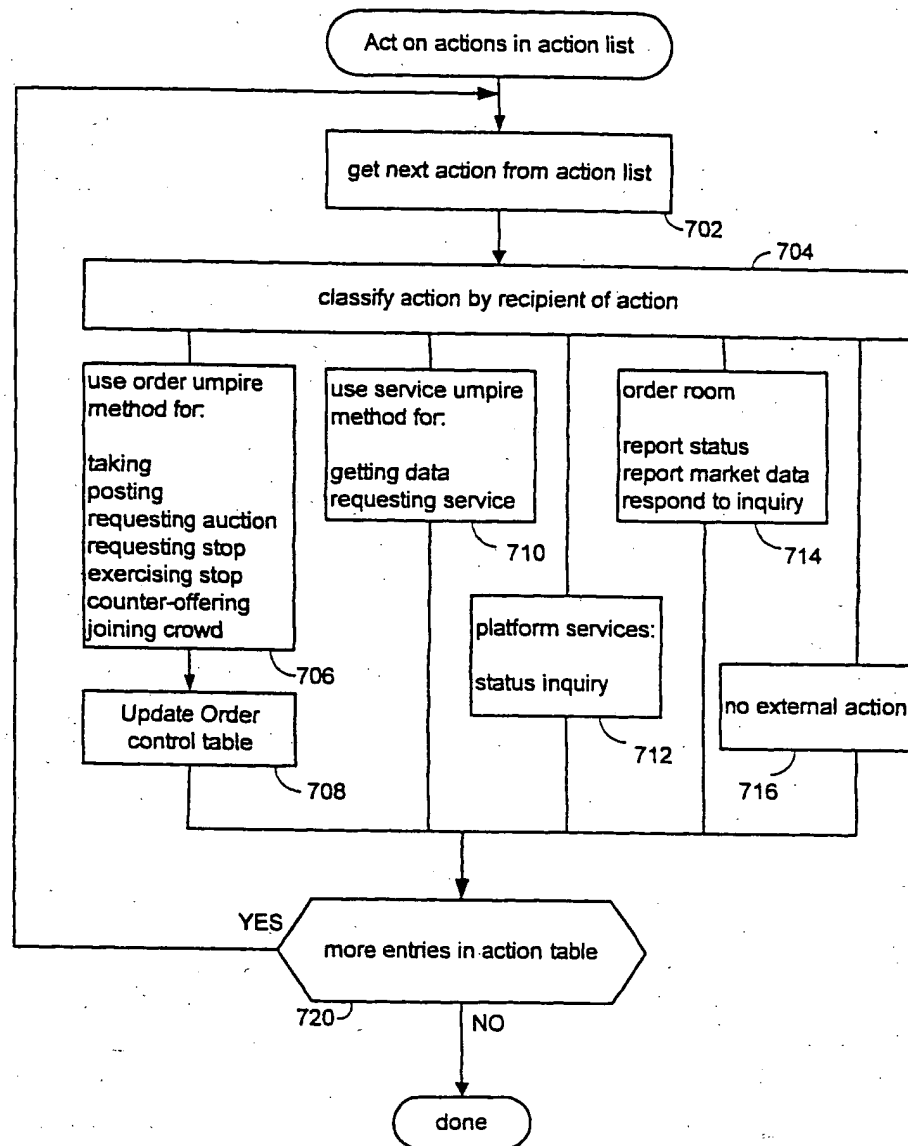 Act on actions in action list
get next action from action list
702
704
classify action by recipient of action
use order umpire
method for:
taking
posting
requesting auction
requesting stop
exercising stop
counter-offering
joining crowd
706
Update Order
control table
708
use service umpire
method for:
getting data
requesting service
710
platform services:
status inquiry
712
order room
report status
report market data
respond to inquiry
714
no external action
716
YES
more entries in action table
720
NO
done